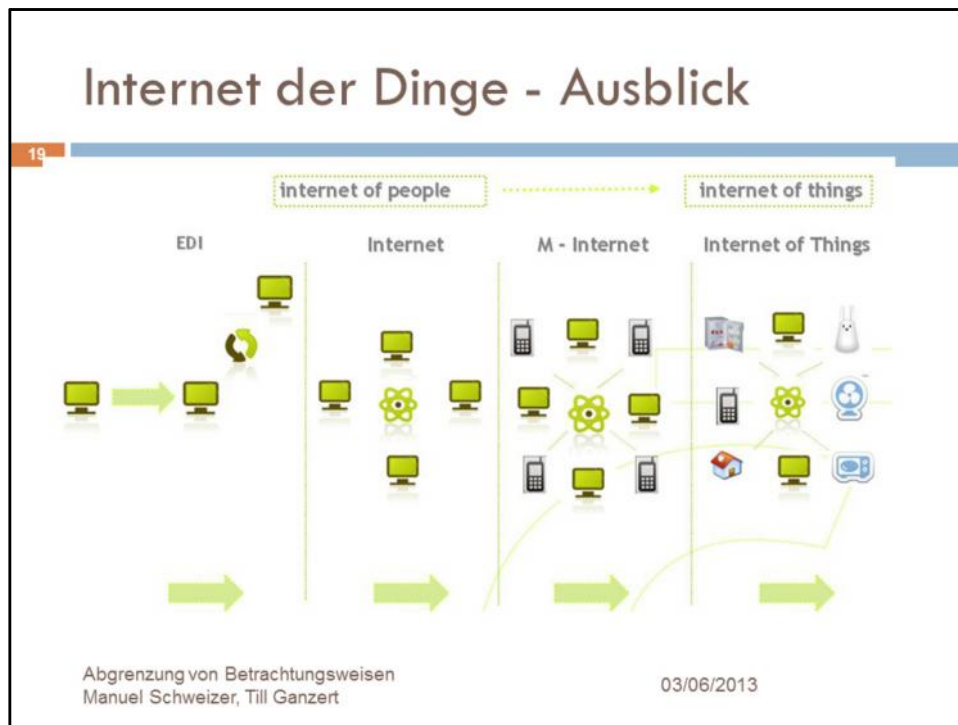 Internet der Dinge - Ausblick
19
internet of people
internet of things
EDI
Internet
M - Internet
Internet of Things
Abgrenzung von Betrachtungsweisen
Manuel Schweizer, Till Ganzert
03/06/2013